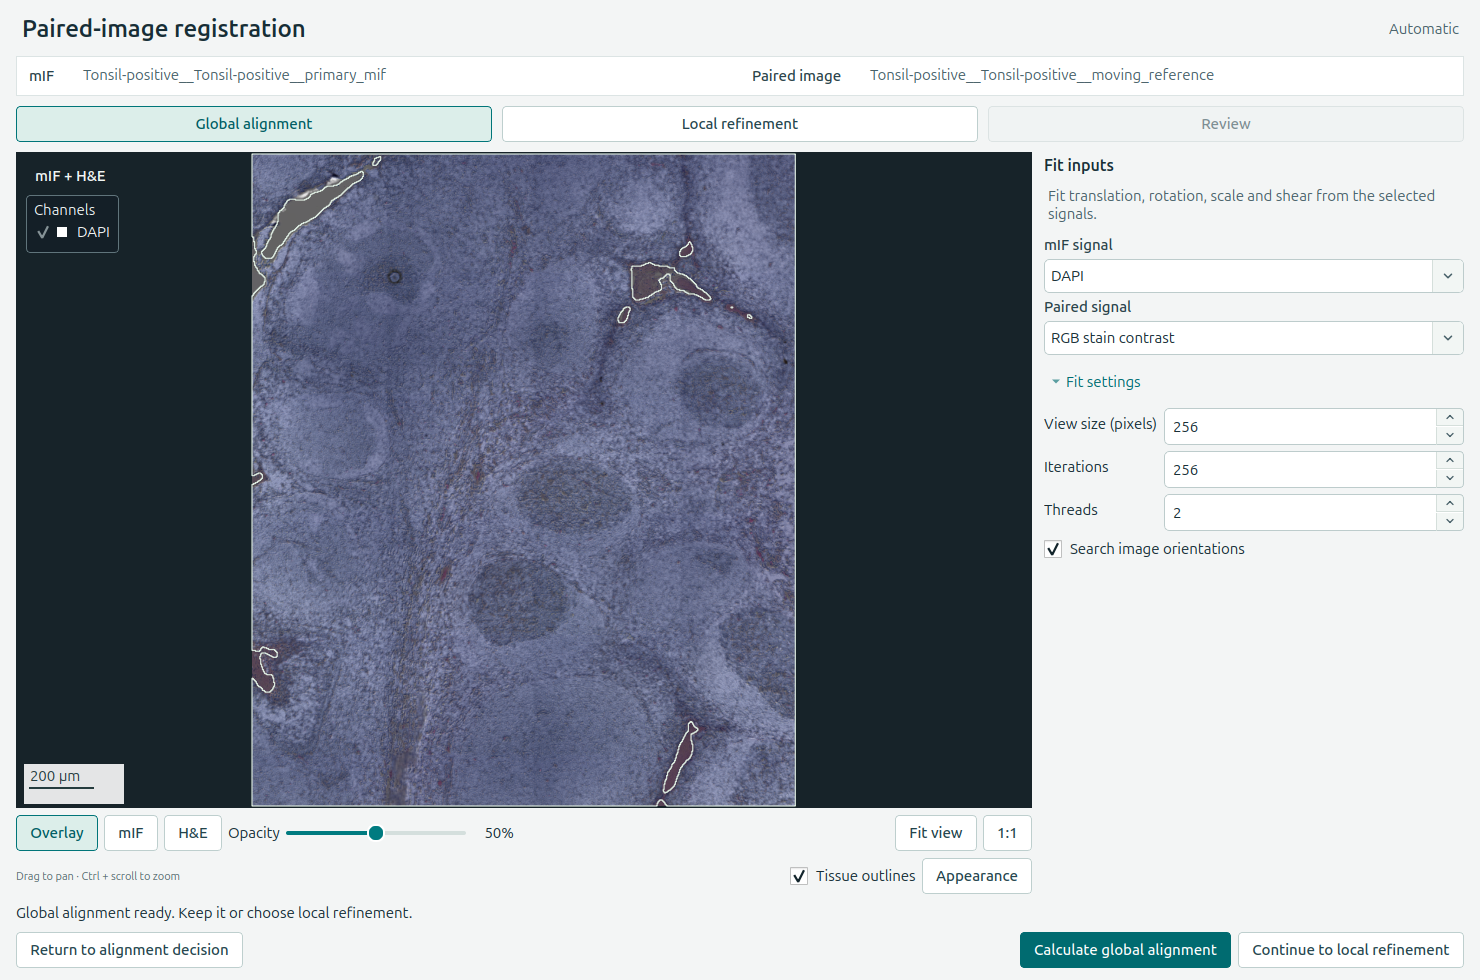 Paired-image registration
Automatic
mIF Tonsil-positive__Tonsil-positive__primary_mif Paired image Tonsil-positive__Tonsil-positive__moving_reference
Global alignment Local refinement Review
mIF + H&E
Channels
DAPI
200 µm
Fit inputs
Fit translation, rotation, scale and shear from the selected
signals.
mIF signal
DAPI
Paired signal
RGB stain contrast
Fit settings
View size (pixels) 256
Iterations 256
Threads 2
Search image orientations
Overlay mIF H&E Opacity 50% Fit view 1:1
Drag to pan · Ctrl + scroll to zoom
Tissue outlines Appearance
Global alignment ready. Keep it or choose local refinement.
Return to alignment decision Calculate global alignment Continue to local refinement